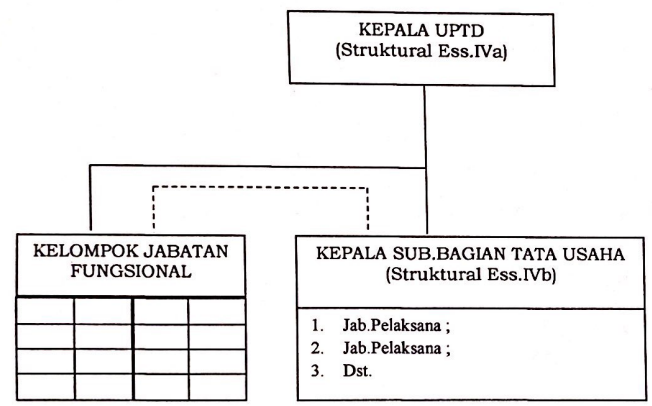 KEPALA UPTD
(Struktural Ess.IVa)
KELOMPOK JABATAN
FUNGSIONAL
KEPALA SUB.BAGIAN TATA USAHA
(Struktural Ess.IVb)
1. Jab.Pelaksana ;
2. Jab.Pelaksana ;
3. Dst.